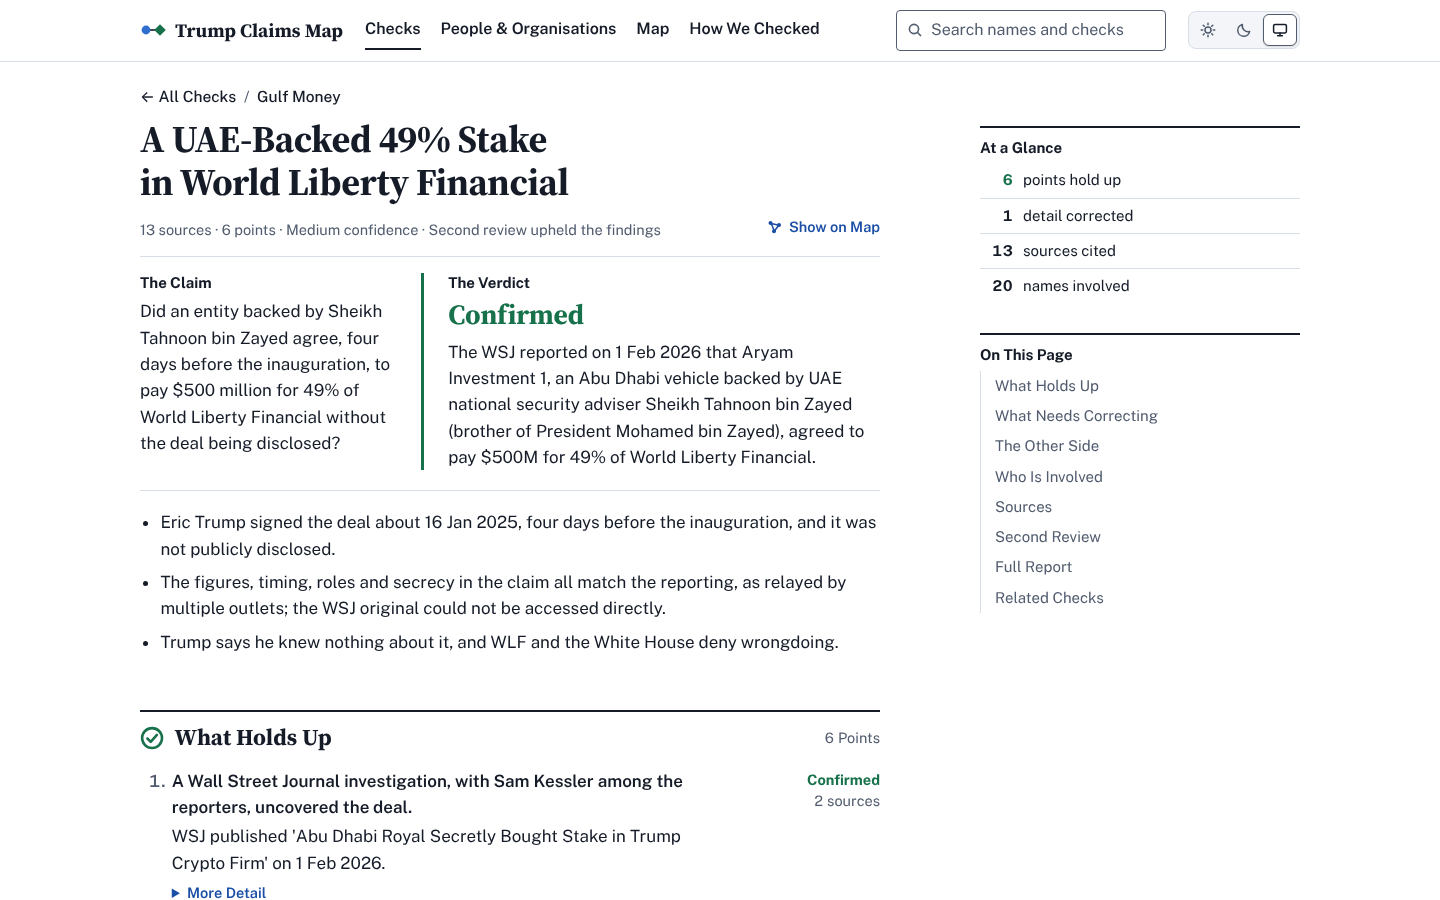 Trump Claims Map
Checks
People & Organisations
Map
How We Checked
Search names and checks
← All Checks / Gulf Money
A UAE-Backed 49% Stake
in World Liberty Financial
13 sources · 6 points · Medium confidence · Second review upheld the findings
Show on Map
The Claim
Did an entity backed by Sheikh
Tahnoon bin Zayed agree, four
days before the inauguration, to
pay $500 million for 49% of
World Liberty Financial without
the deal being disclosed?
The Verdict
Confirmed
The WSJ reported on 1 Feb 2026 that Aryam
Investment 1, an Abu Dhabi vehicle backed by UAE
national security adviser Sheikh Tahnoon bin Zayed
(brother of President Mohamed bin Zayed), agreed to
pay $500M for 49% of World Liberty Financial.
• Eric Trump signed the deal about 16 Jan 2025, four days before the inauguration, and it was
not publicly disclosed.
• The figures, timing, roles and secrecy in the claim all match the reporting, as relayed by
multiple outlets; the WSJ original could not be accessed directly.
• Trump says he knew nothing about it, and WLF and the White House deny wrongdoing.
What Holds Up
6 Points
1. A Wall Street Journal investigation, with Sam Kessler among the
reporters, uncovered the deal.
Confirmed
2 sources
WSJ published 'Abu Dhabi Royal Secretly Bought Stake in Trump
Crypto Firm' on 1 Feb 2026.
More Detail
At a Glance
6 points hold up
1 detail corrected
13 sources cited
20 names involved
On This Page
What Holds Up
What Needs Correcting
The Other Side
Who Is Involved
Sources
Second Review
Full Report
Related Checks